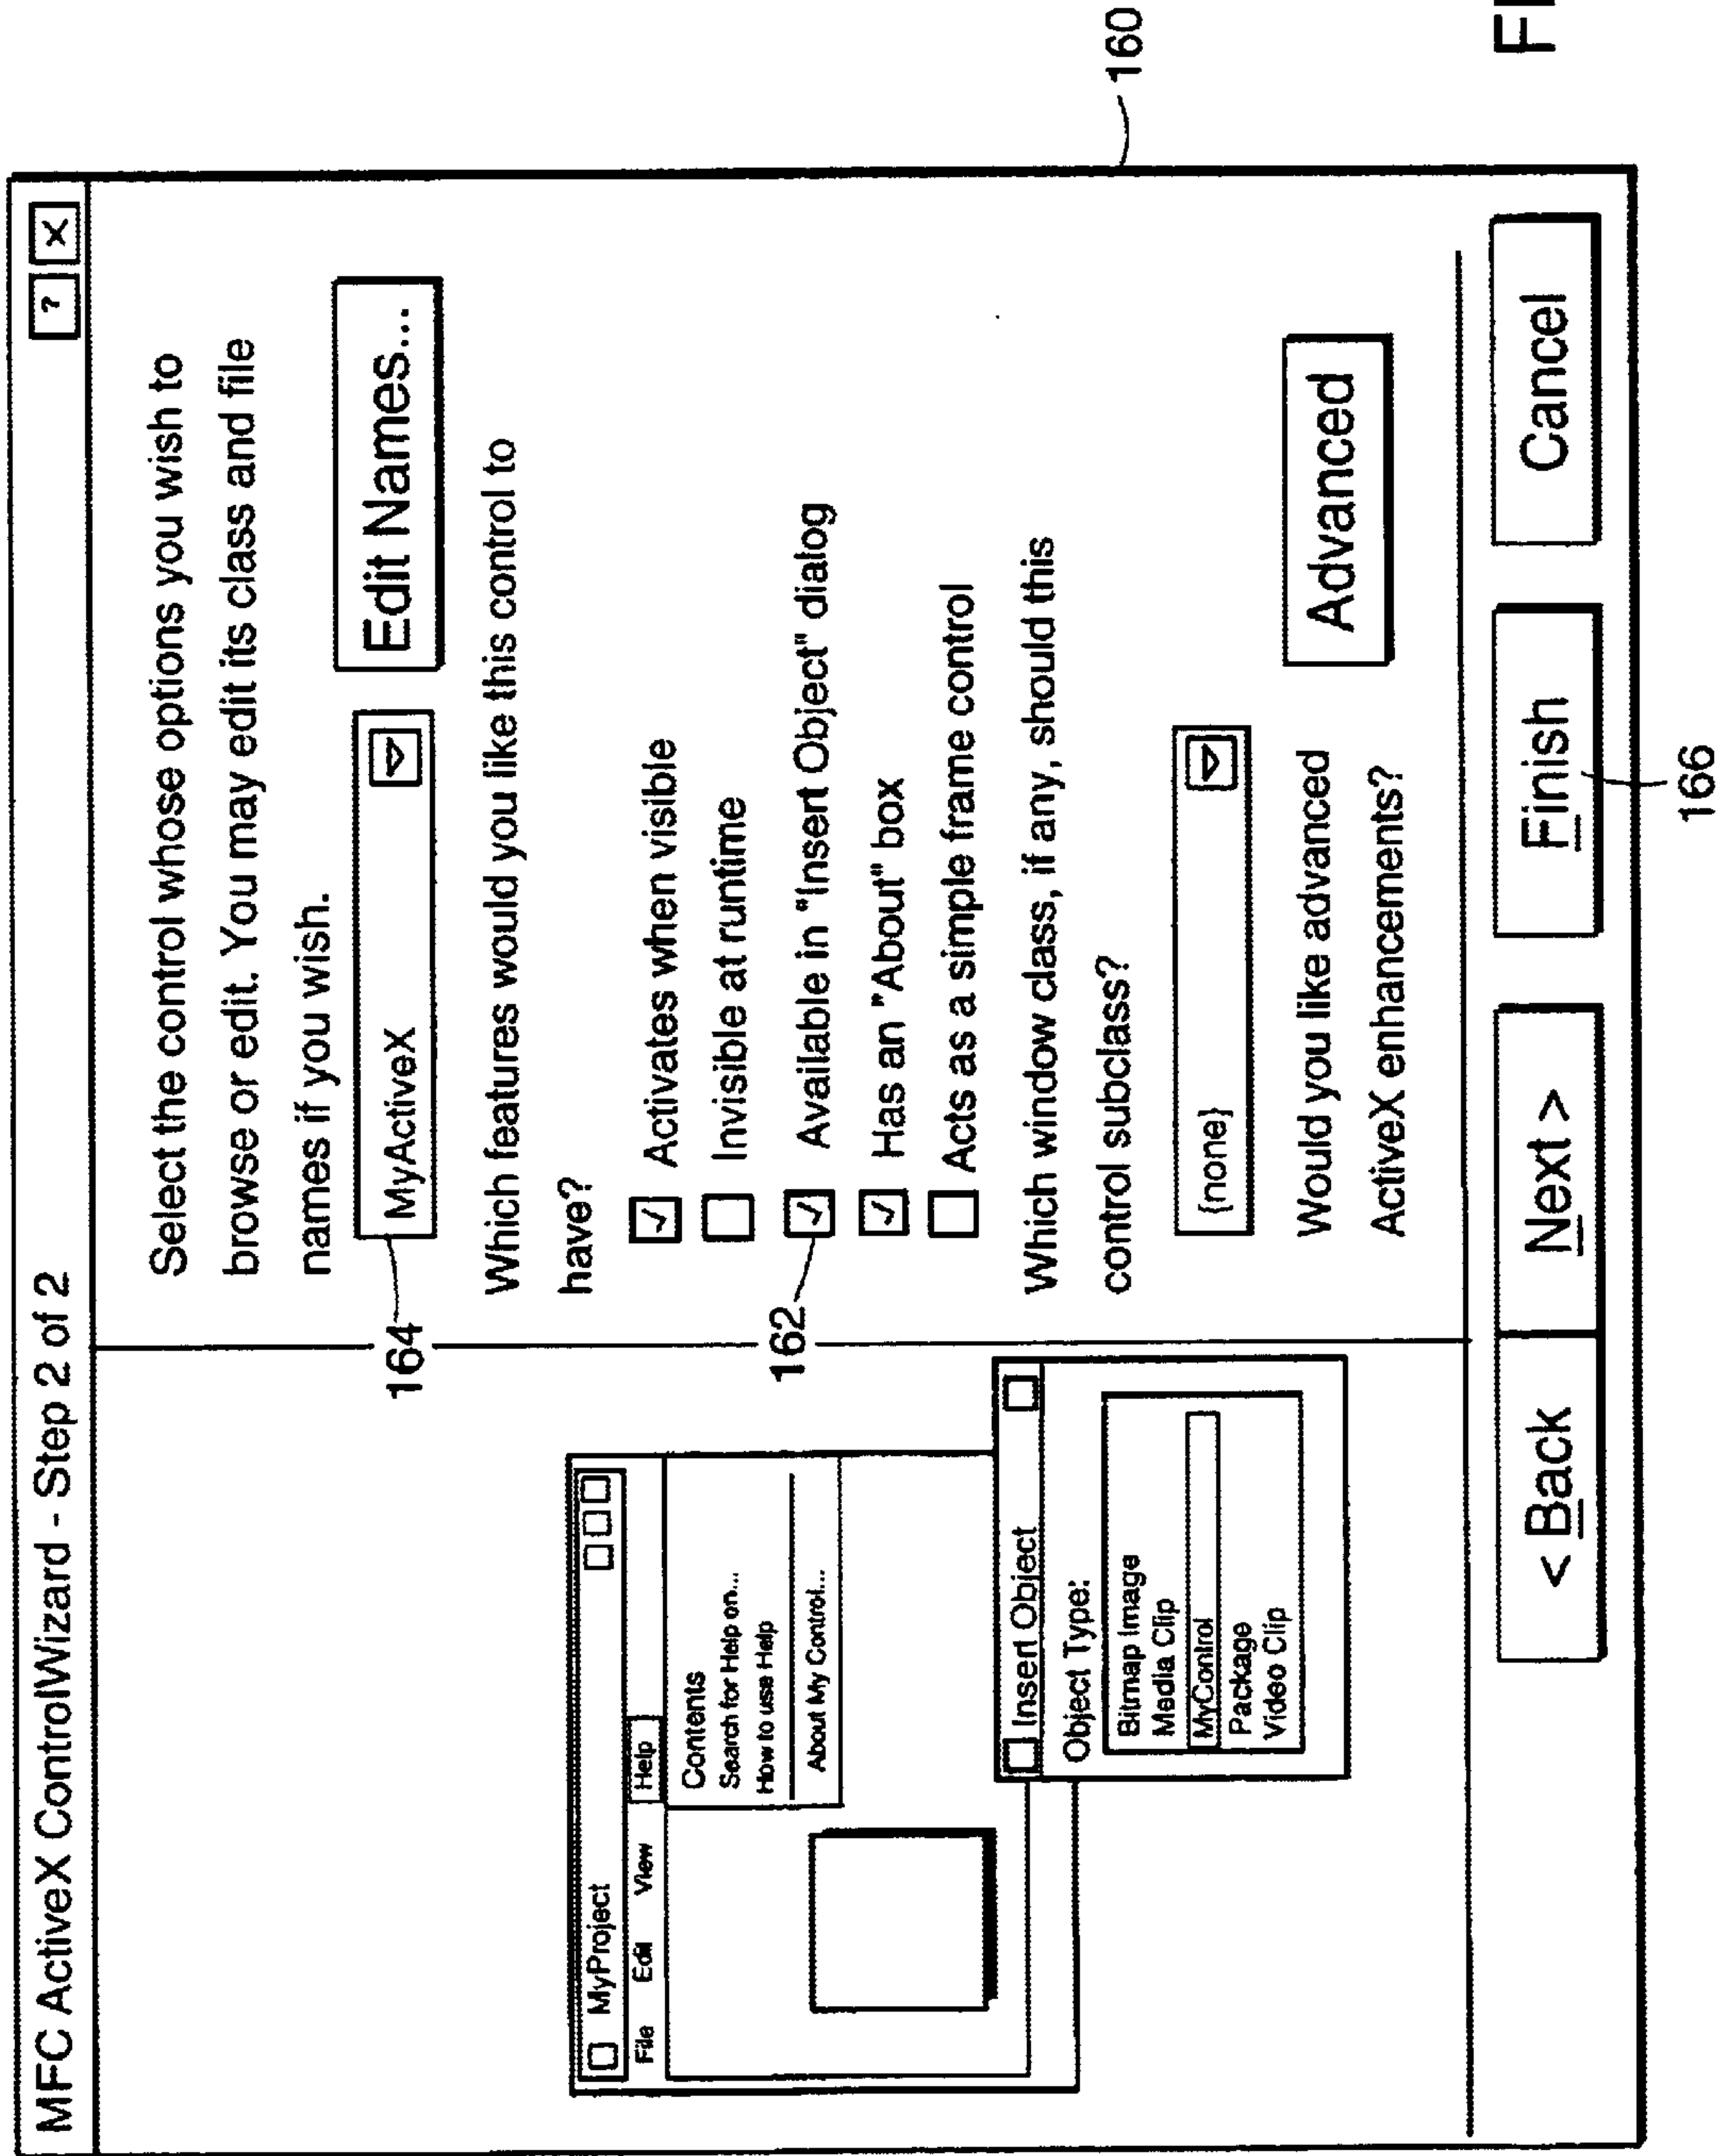 MFC ActiveX ControlWizard - Step 2 of 2
? X
MyProject
File Edit View Help
Contents
Search for Help on...
How to use Help
About My Control...
Insert Object
Object Type:
Bitmap Image
Media Clip
MyControl
Package
Video Clip
Select the control whose options you wish to
browse or edit. You may edit its class and file
names if you wish.
164
MyActiveX
Edit Names...
Which features would you like this control to
have?
Activates when visible
Invisible at runtime
162
Available in "Insert Object" dialog
Has an "About" box
Acts as a simple frame control
Which window class, if any, should this
control subclass?
{none}
Would you like advanced
ActiveX enhancements?
Advanced
160
< Back
Next >
Finish
Cancel
166